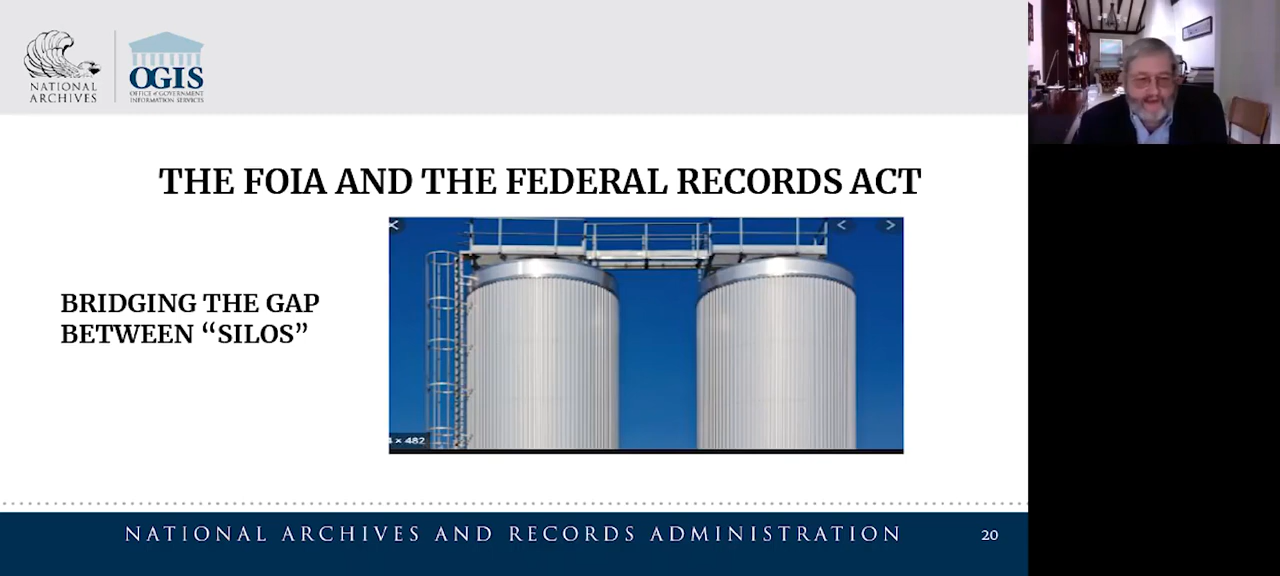 NATIONAL
ARCHIVES
OGIS
OFFICE of GOVERNMENT
INFORMATION SERVICES
THE FOIA AND THE FEDERAL RECORDS ACT
BRIDGING THE GAP
BETWEEN “SILOS”
× 482
NATIONAL ARCHIVES AND RECORDS ADMINISTRATION
20